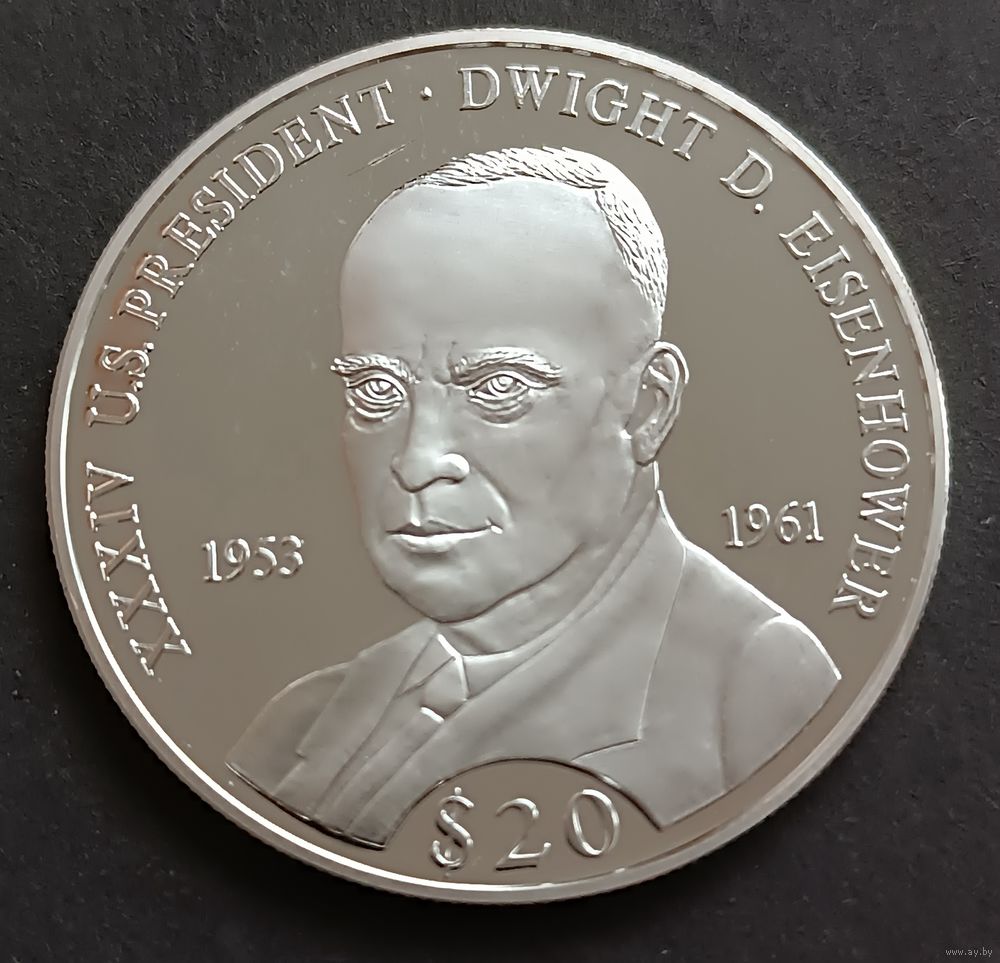 XXXIV U.S. PRESIDENT · DWIGHT D. EISENHOWER
1953
1961
$20
www.ay.by